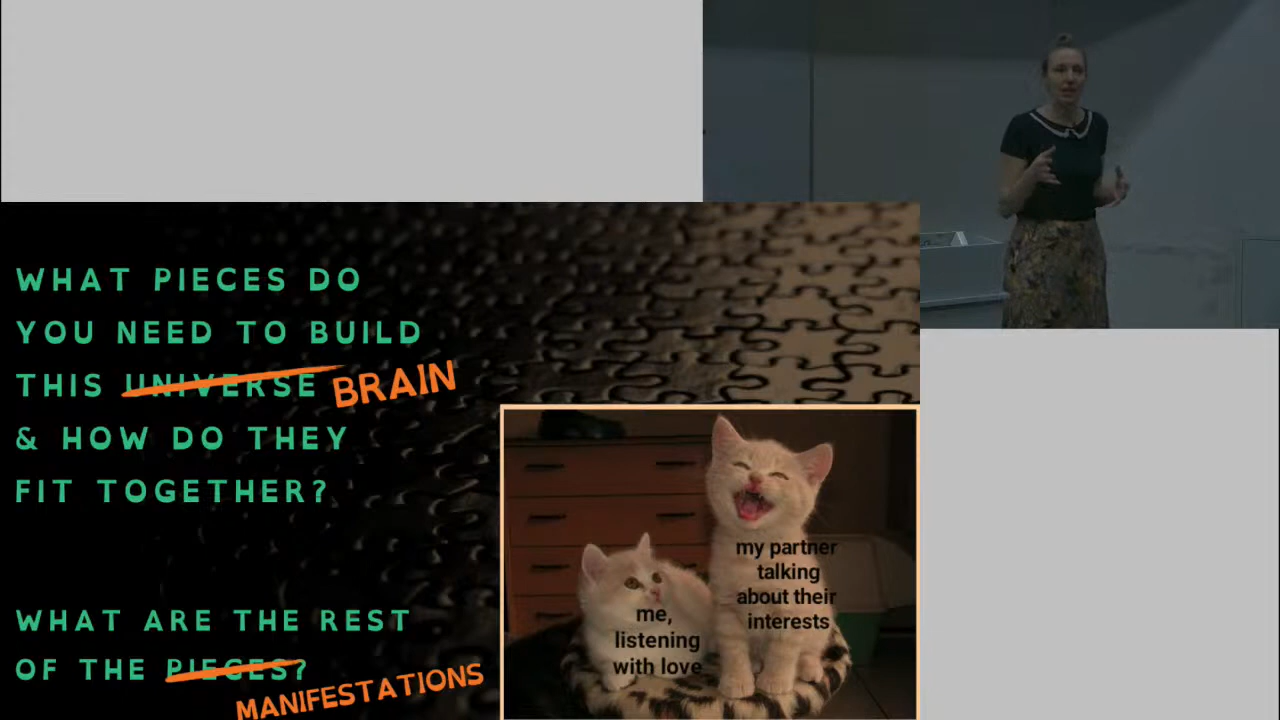 WHAT PIECES DO
YOU NEED TO BUILD
THIS UNIVERSE BRAIN
& HOW DO THEY
FIT TOGETHER?
WHAT ARE THE REST
OF THE PIECES?
MANIFESTATIONS
me,
listening
with love
my partner
talking
about their
interests